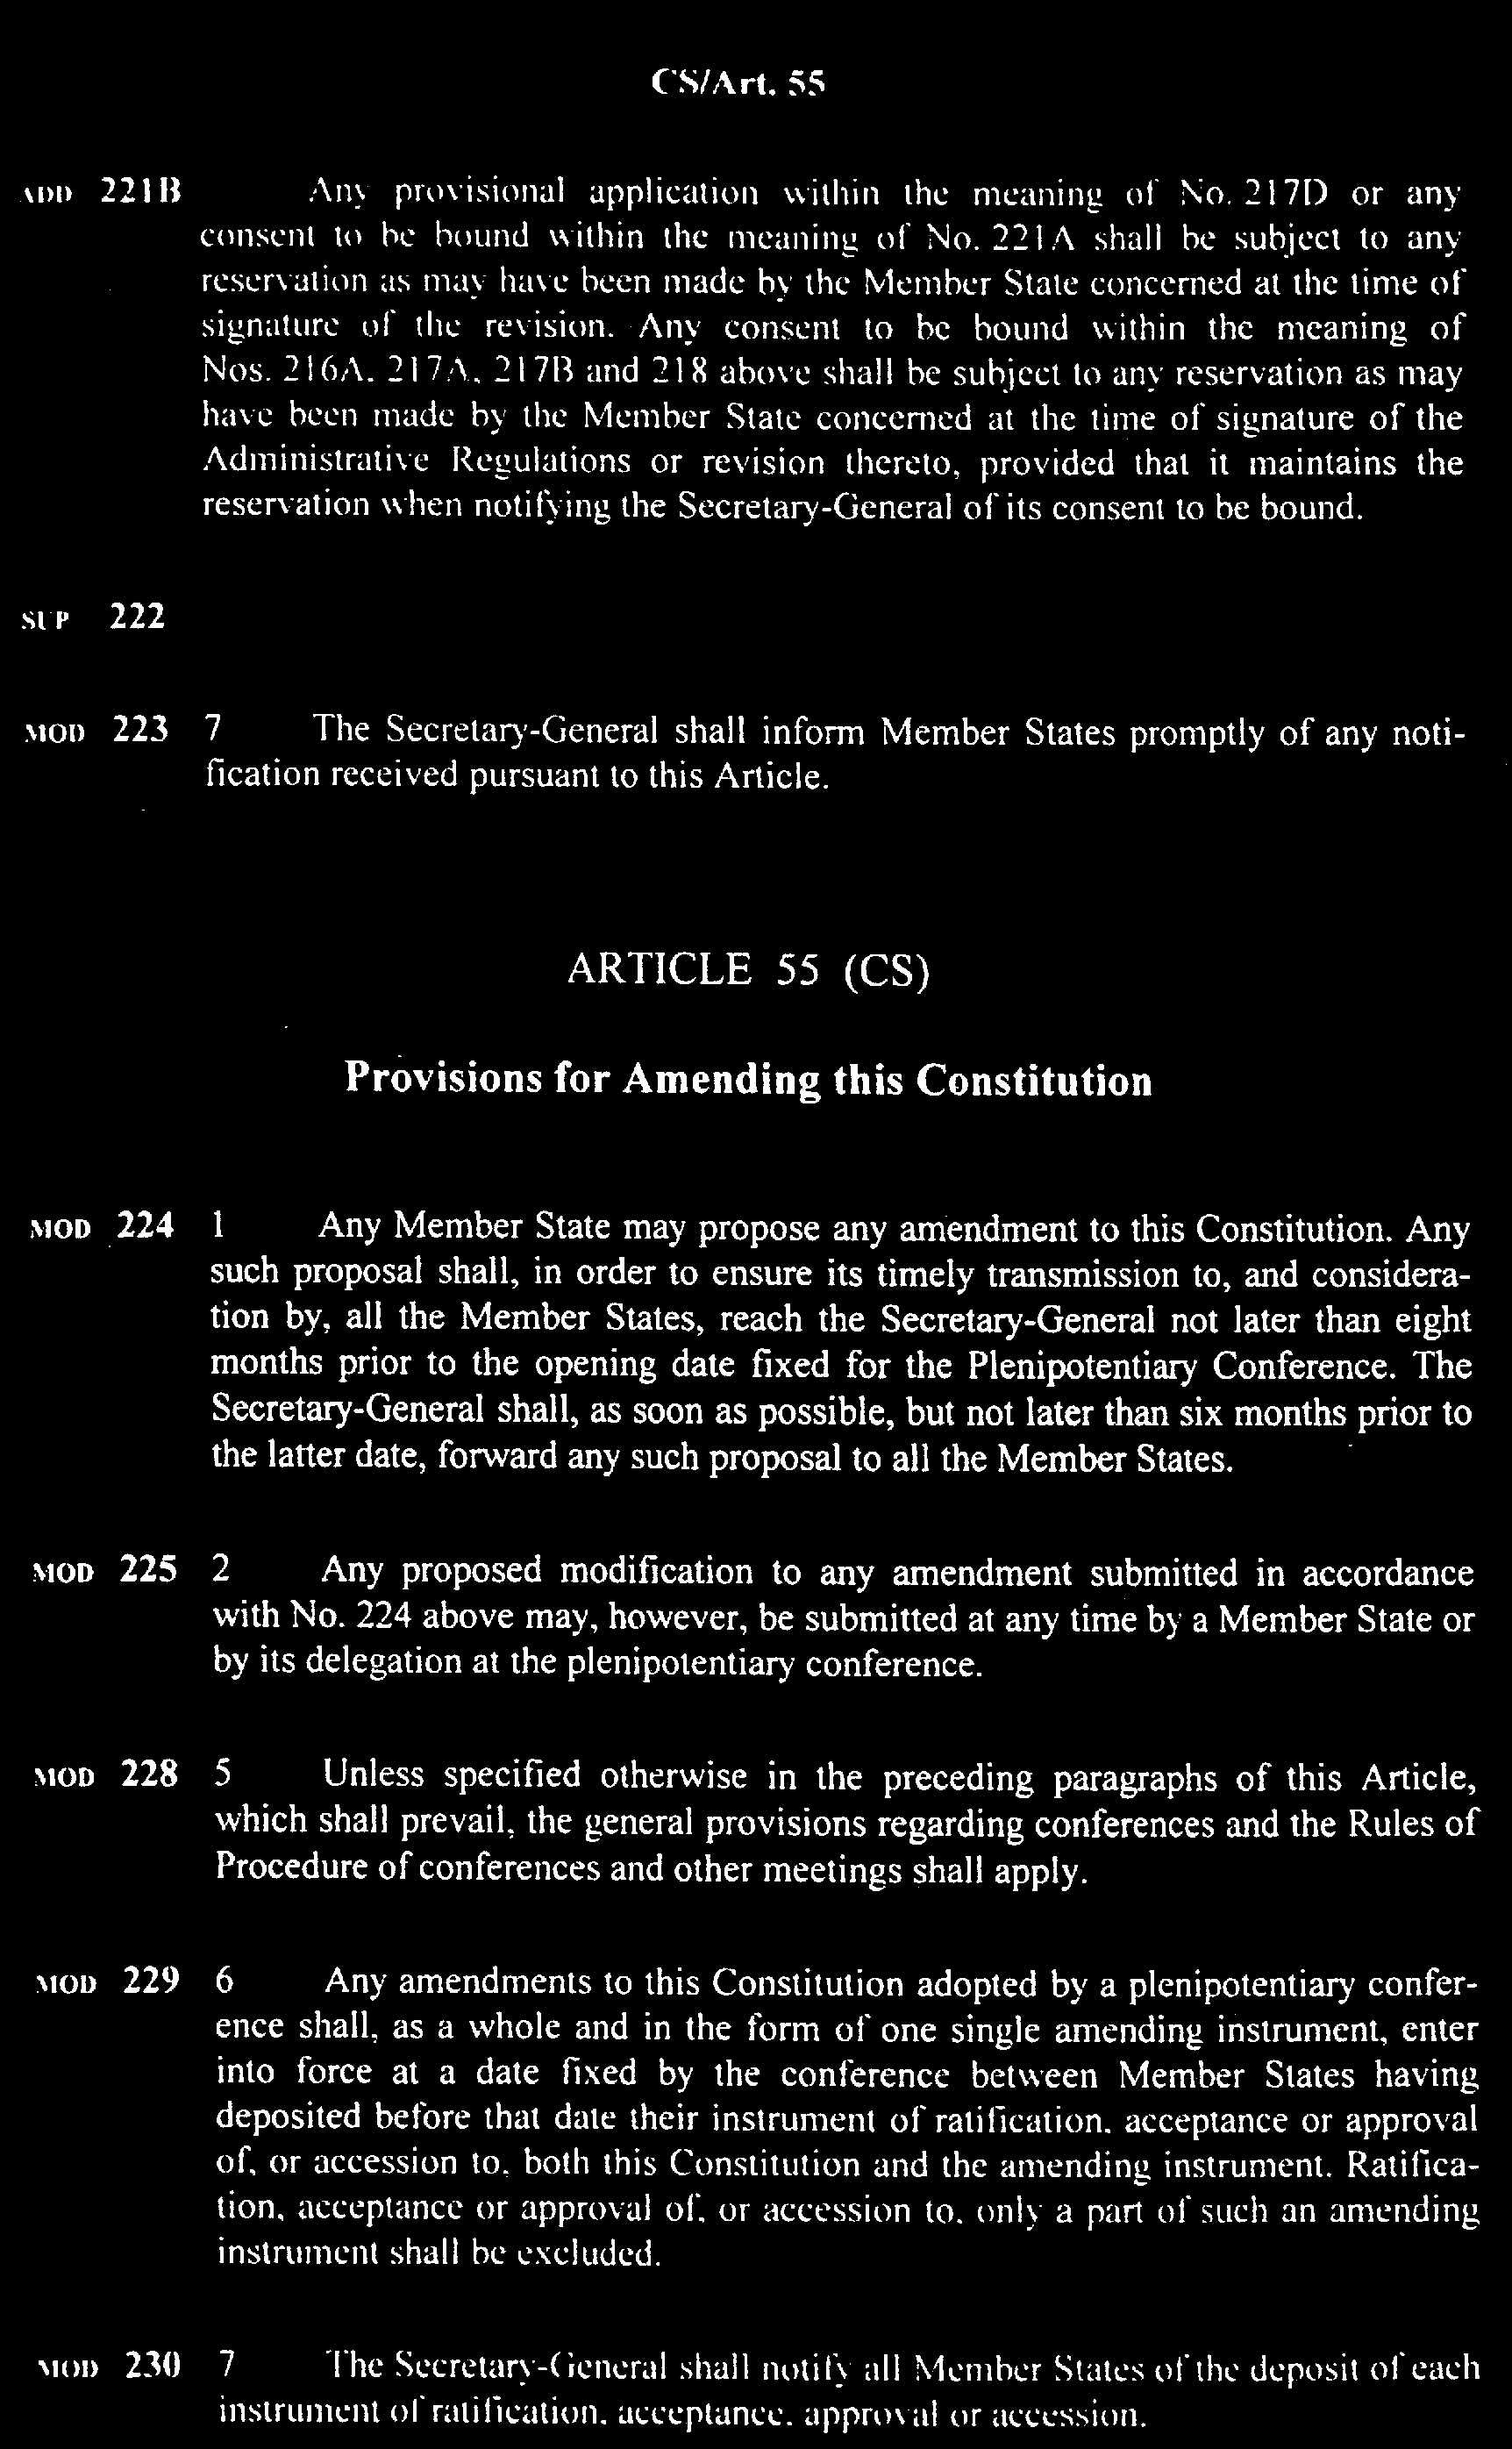 CS/Art. 55
ADD 221B Any provisional application within the meaning of No. 217D or any
consent to be bound within the meaning of No. 221A shall be subject to any
reservation as may have been made by the Member State concerned at the time of
signature of the revision. Any consent to be bound within the meaning of
Nos. 216A, 217A, 217B and 218 above shall be subject to any reservation as may
have been made by the Member State concerned at the time of signature of the
Administrative Regulations or revision thereto, provided that it maintains the
reservation when notifying the Secretary-General of its consent to be bound.
SUP 222
MOD 223 7 The Secretary-General shall inform Member States promptly of any noti-
fication received pursuant to this Article.
ARTICLE 55 (CS)
Provisions for Amending this Constitution
MOD 224 1 Any Member State may propose any amendment to this Constitution. Any
such proposal shall, in order to ensure its timely transmission to, and considera-
tion by, all the Member States, reach the Secretary-General not later than eight
months prior to the opening date fixed for the Plenipotentiary Conference. The
Secretary-General shall, as soon as possible, but not later than six months prior to
the latter date, forward any such proposal to all the Member States.
MOD 225 2 Any proposed modification to any amendment submitted in accordance
with No. 224 above may, however, be submitted at any time by a Member State or
by its delegation at the plenipotentiary conference.
MOD 228 5 Unless specified otherwise in the preceding paragraphs of this Article,
which shall prevail, the general provisions regarding conferences and the Rules of
Procedure of conferences and other meetings shall apply.
MOD 229 6 Any amendments to this Constitution adopted by a plenipotentiary confer-
ence shall, as a whole and in the form of one single amending instrument, enter
into force at a date fixed by the conference between Member States having
deposited before that date their instrument of ratification, acceptance or approval
of, or accession to, both this Constitution and the amending instrument. Ratifica-
tion, acceptance or approval of, or accession to, only a part of such an amending
instrument shall be excluded.
MOD 230 7 The Secretary-General shall notify all Member States of the deposit of each
instrument of ratification, acceptance, approval or accession.